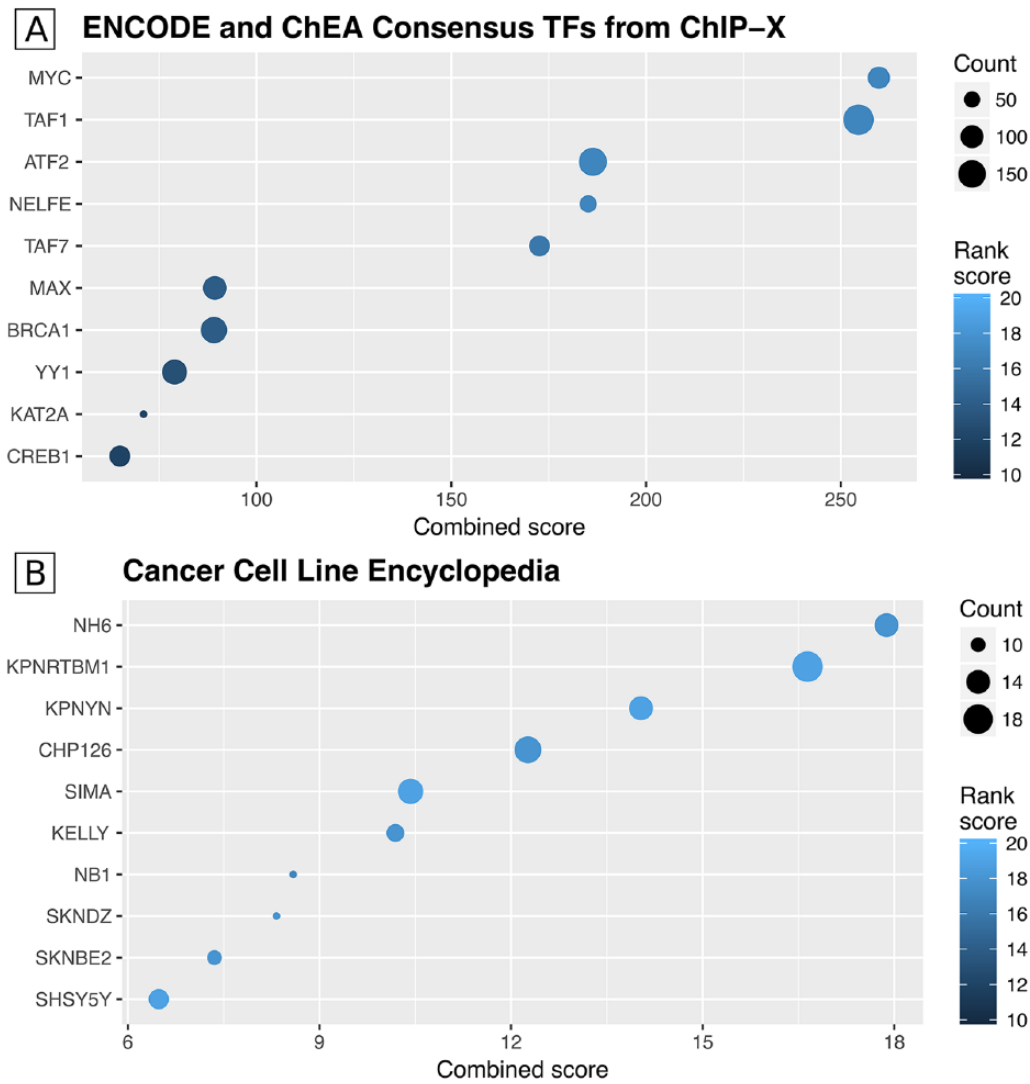 A ENCODE and ChEA Consensus TFs from ChIP−X
MYC
TAF1
ATF2
NELFE
TAF7
MAX
BRCA1
YY1
KAT2A
CREB1
100 150 200 250
Combined score
Count
50
100
150
Rank
score
20
18
16
14
12
10
B Cancer Cell Line Encyclopedia
NH6
KPNRTBM1
KPNYN
CHP126
SIMA
KELLY
NB1
SKNDZ
SKNBE2
SHSY5Y
6 9 12 15 18
Combined score
Count
10
14
18
Rank
score
20
18
16
14
12
10